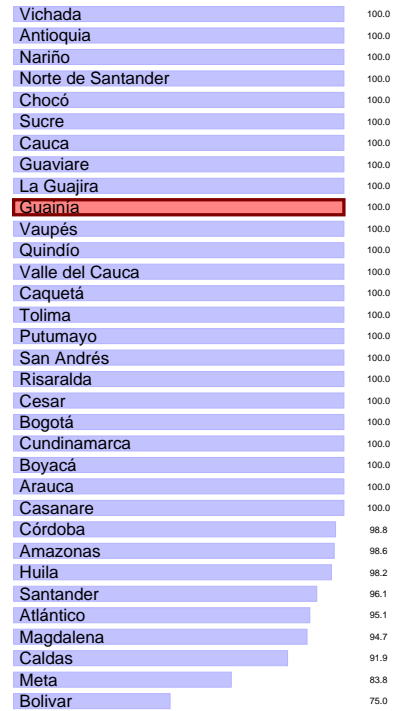 Vichada 100.0
Antioquia 100.0
Nariño 100.0
Norte de Santander 100.0
Chocó 100.0
Sucre 100.0
Cauca 100.0
Guaviare 100.0
La Guajira 100.0
Guainía 100.0
Vaupés 100.0
Quindío 100.0
Valle del Cauca 100.0
Caquetá 100.0
Tolima 100.0
Putumayo 100.0
San Andrés 100.0
Risaralda 100.0
Cesar 100.0
Bogotá 100.0
Cundinamarca 100.0
Boyacá 100.0
Arauca 100.0
Casanare 100.0
Córdoba 98.8
Amazonas 98.6
Huila 98.2
Santander 96.1
Atlántico 95.1
Magdalena 94.7
Caldas 91.9
Meta 83.8
Bolivar 75.0